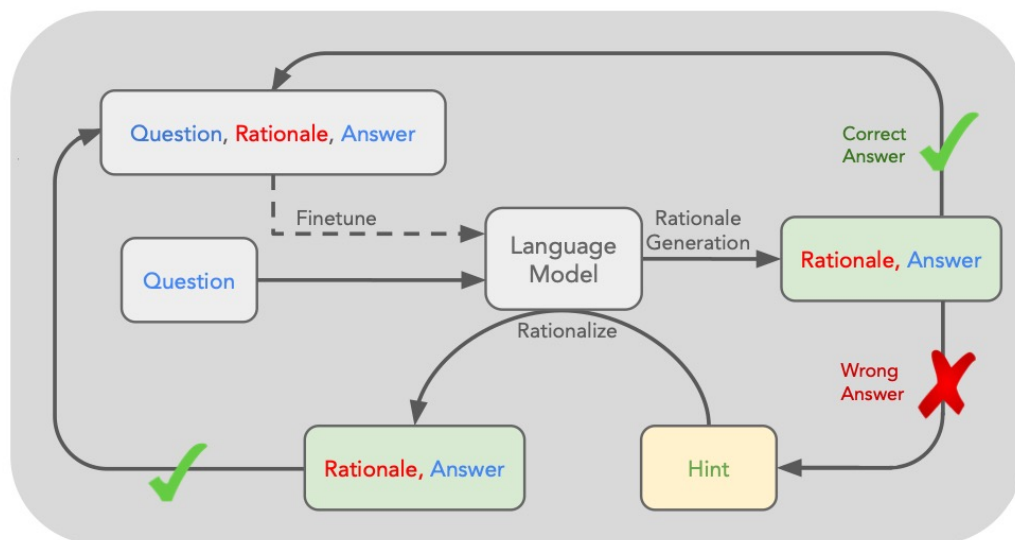 Question, Rationale, Answer
Correct
Answer
Finetune
Rationale
Generation
Language
Model
Question
Rationale, Answer
Rationalize
Wrong
Answer
Rationale, Answer
Hint